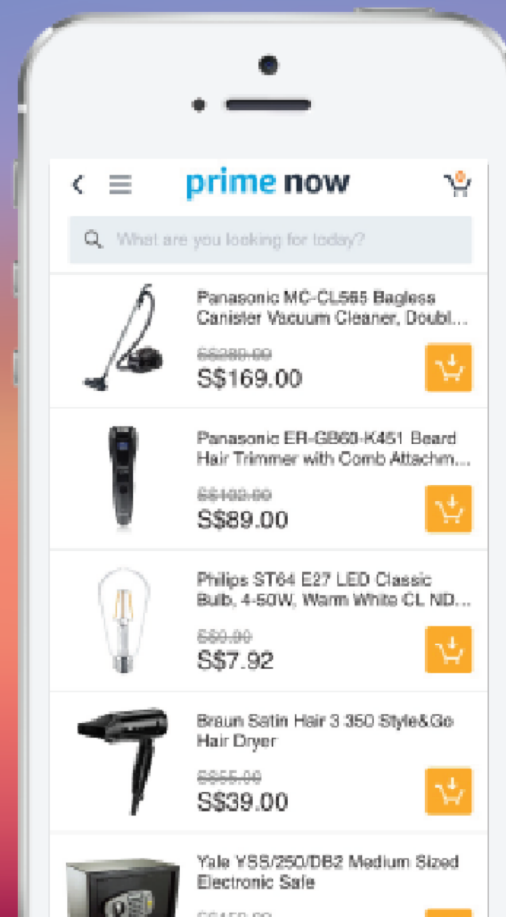 prime now
0
What are you looking for today?
Panasonic MC-CL565 Bagless
Canister Vacuum Cleaner, Doubl...
S$169.00
Panasonic ER-GB60-K451 Beard
Hair Trimmer with Comb Attachm...
S$89.00
Philips ST64 E27 LED Classic
Bulb, 4-50W, Warm White CL ND...
S$7.92
Braun Satin Hair 3 350 Style&Go
Hair Dryer
S$55.00
S$39.00
Yale YSS/250/DB2 Medium Sized
Electronic Safe